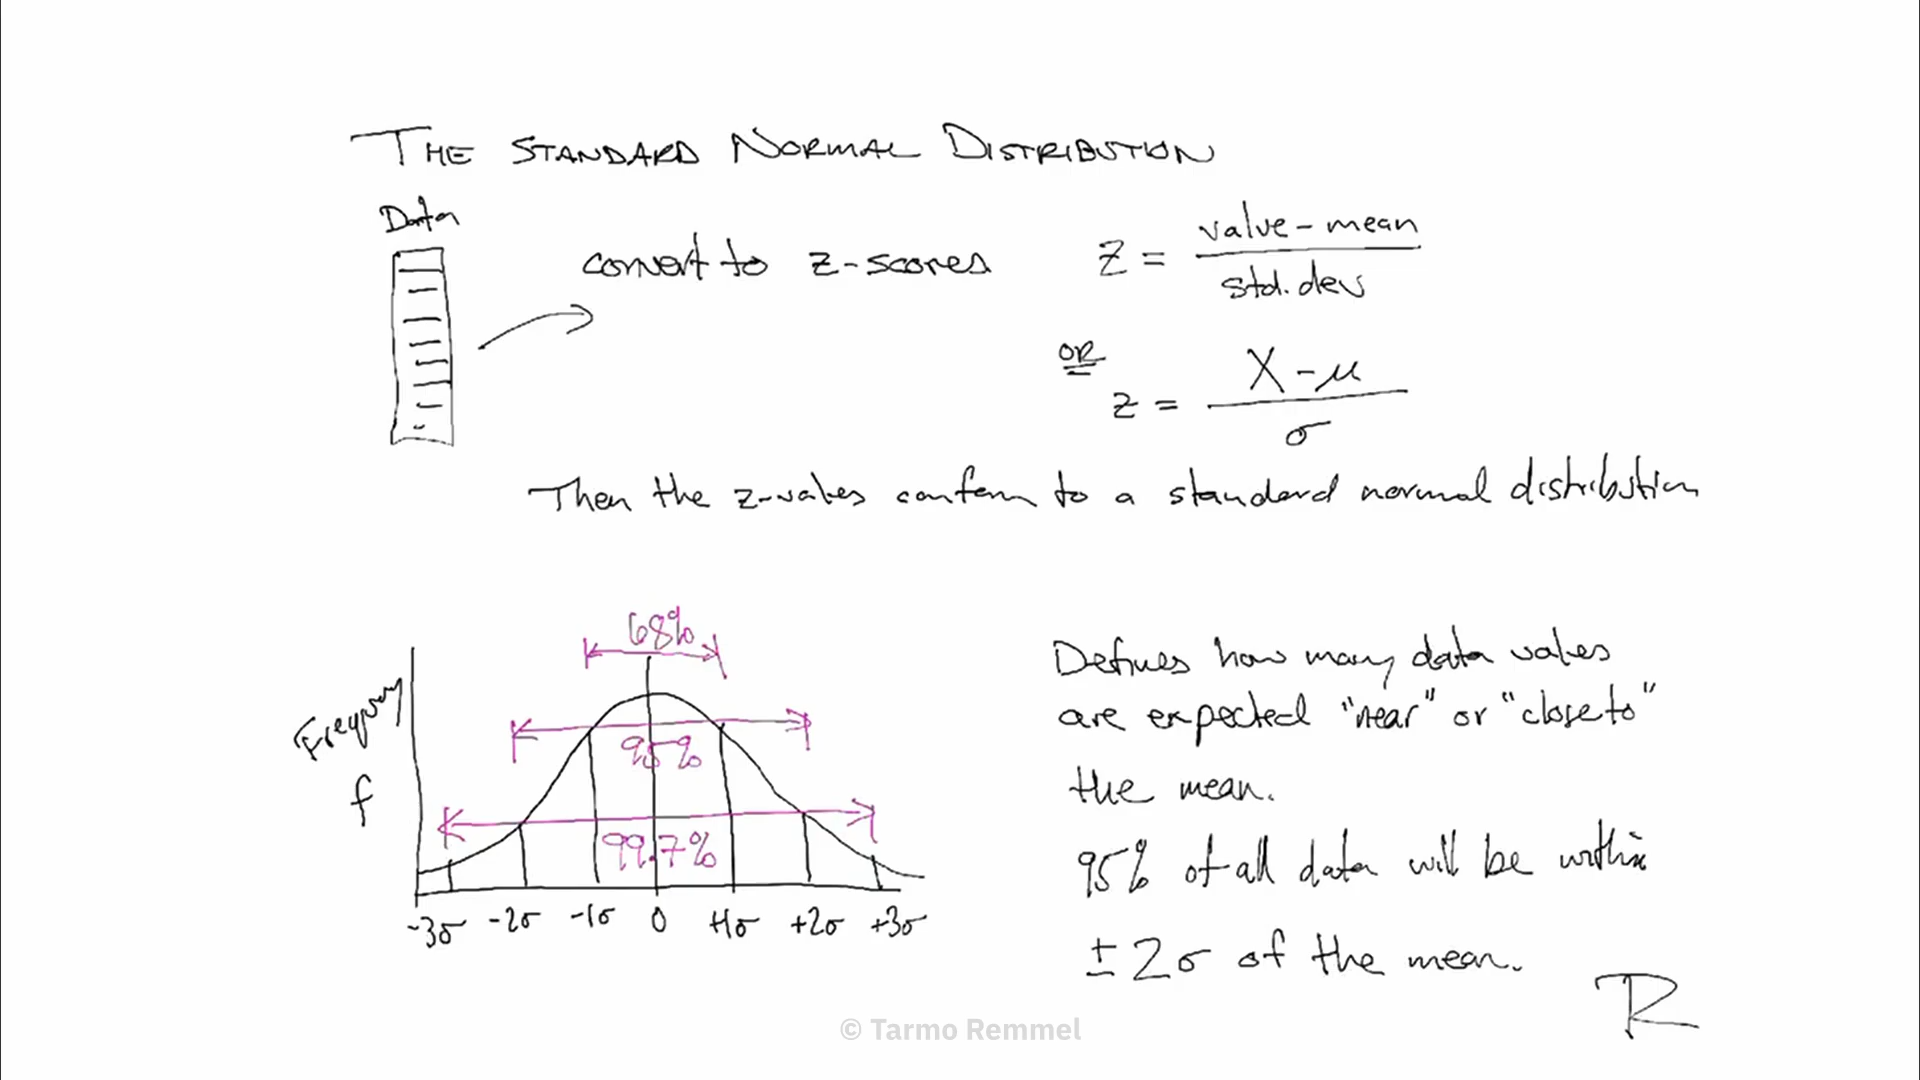 THE STANDARD NORMAL DISTRIBUTION
Data
convert to z-scores
z = value - mean
std. dev
OR
z = X - μ
σ
Then the z-values conform to a standard normal distribution
68%
95%
99.7%
Frequency
f
-3σ -2σ -1σ 0 +1σ +2σ +3σ
Defines how many data values
are expected "near" or "close to"
the mean.
95% of all data will be within
± 2σ of the mean.
R
© Tarmo Remmel